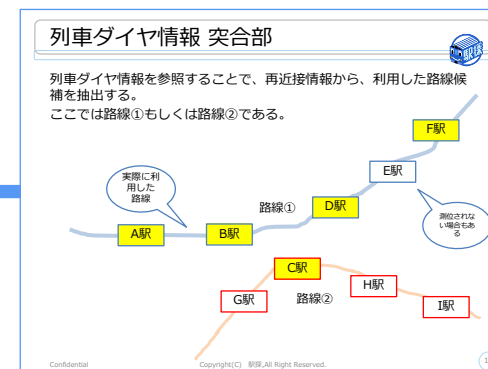 列車ダイヤ情報 突合部
駅探
列車ダイヤ情報を参照することで、再近接情報から、利用した路線候
補を抽出する。
ここでは路線①もしくは路線②である。
F駅
E駅
実際に利
用した
路線
路線①
D駅
測位されな
い場合もあ
る
A駅
B駅
C駅
H駅
G駅
路線②
I駅
Confidential
Copyright(C) 駅探,All Right Reserved.